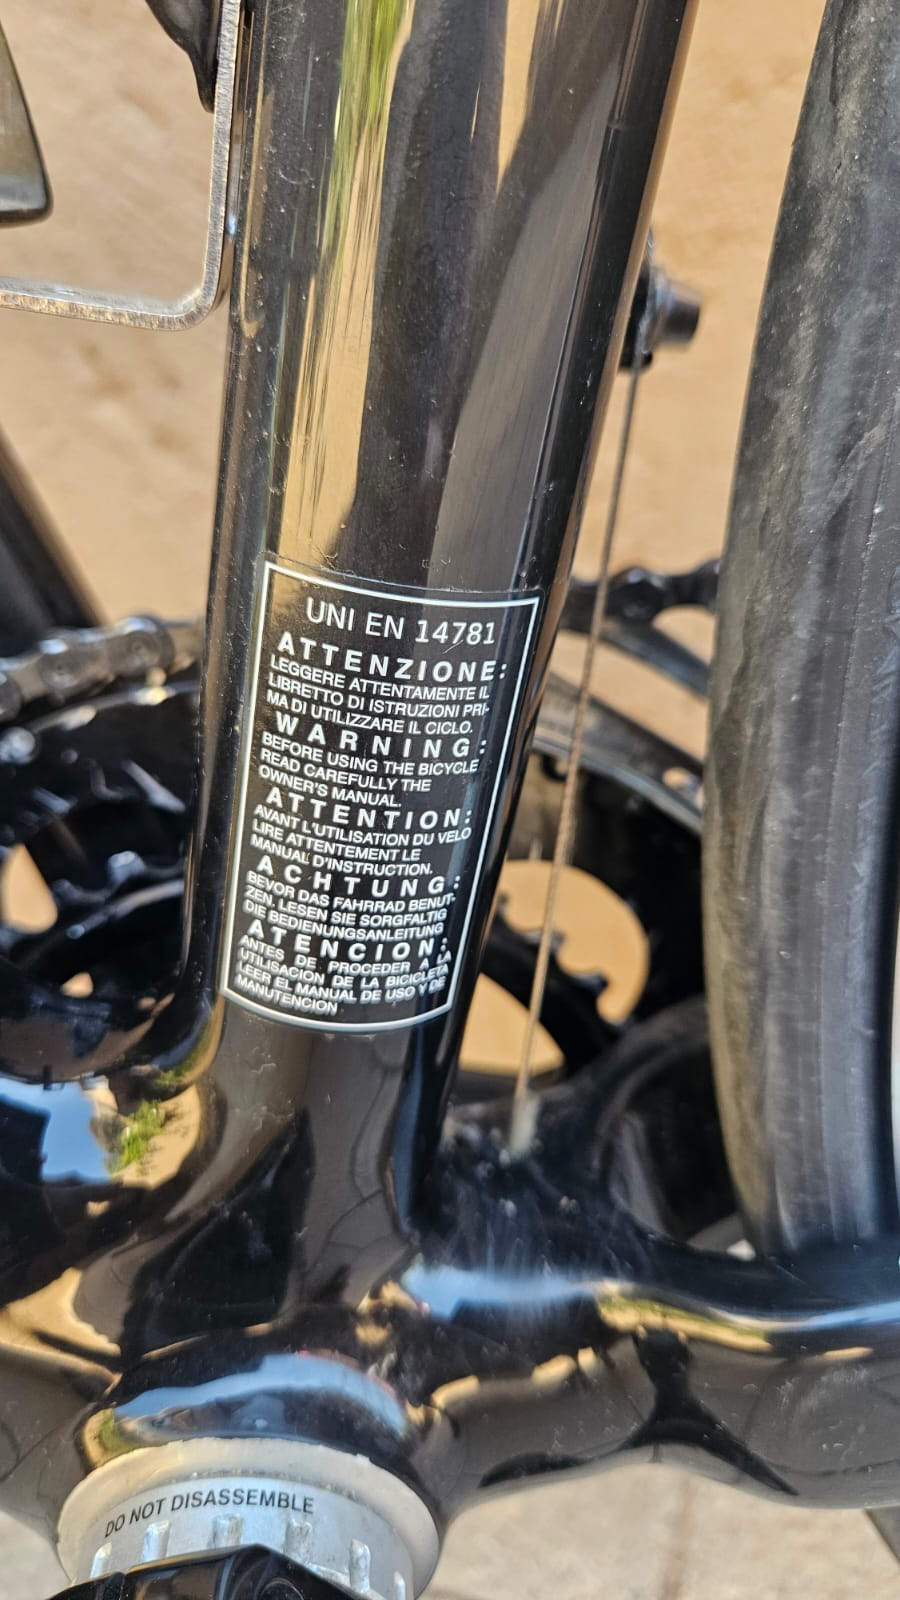 UNI EN 14781
ATTENZIONE:
LEGGERE ATTENTAMENTE IL
LIBRETTO DI ISTRUZIONI PRI-
MA DI UTILIZZARE IL CICLO.
WARNING:
BEFORE USING THE BICYCLE
READ CAREFULLY THE
OWNER'S MANUAL.
ATTENTION:
AVANT L'UTILISATION DU VELO
LIRE ATTENTEMENT LE
MANUAL D'INSTRUCTION.
ACHTUNG:
BEVOR DAS FAHRRAD BENUT-
ZEN, LESEN SIE SORGFALTIG
DIE BEDIENUNGSANLEITUNG
ATENCION:
ANTES DE PROCEDER A LA
UTILISACION DE LA BICICLETA
LEER EL MANUAL DE USO Y DE
MANUTENCION
DO NOT DISASSEMBLE